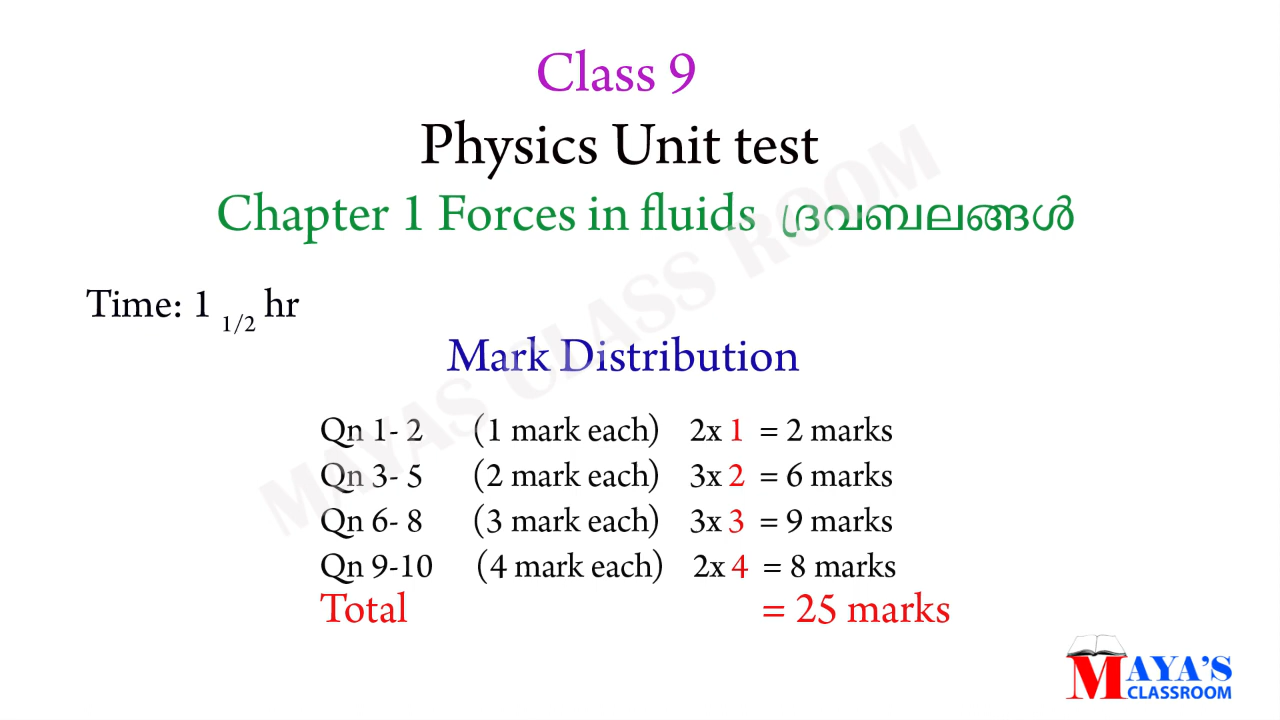 Class 9
Physics Unit test
Chapter 1 Forces in fluids ദ്രവബലങ്ങൾ
Time: 1 1/2 hr
Mark Distribution
Qn 1- 2 (1 mark each) 2x 1 = 2 marks
Qn 3- 5 (2 mark each) 3x 2 = 6 marks
Qn 6- 8 (3 mark each) 3x 3 = 9 marks
Qn 9-10 (4 mark each) 2x 4 = 8 marks
Total = 25 marks
MAYAS CLASS ROOM
MAYA'S
CLASSROOM